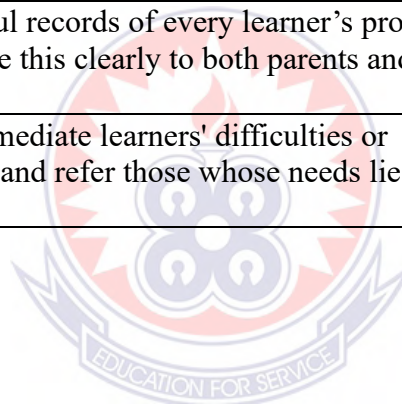 ul records of every learner’s pro
e this clearly to both parents and
mediate learners' difficulties or
and refer those whose needs lie
EDUCATION FOR SERVICE